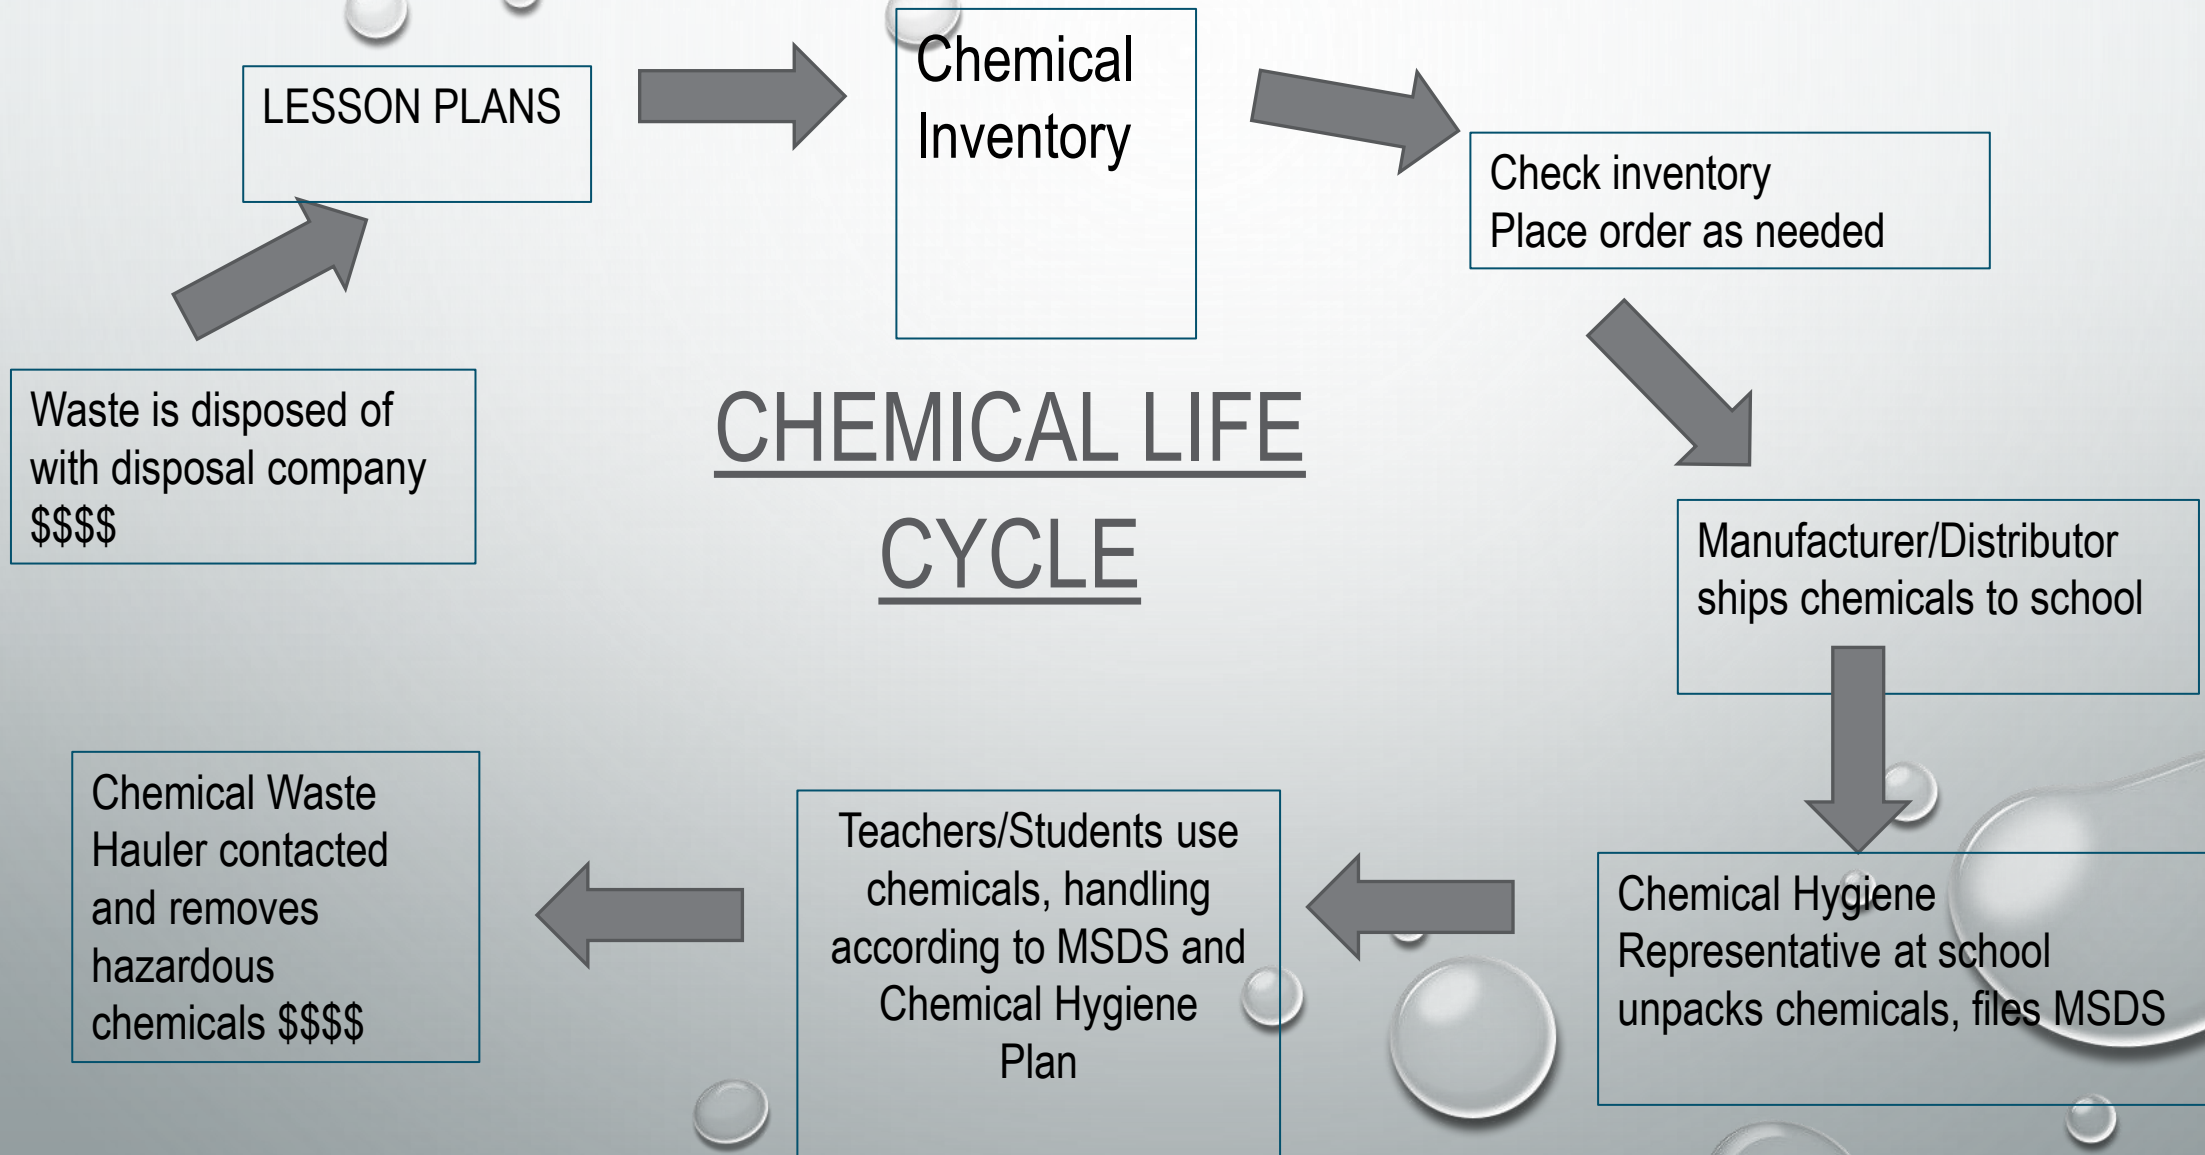 LESSON PLANS
Chemical
Inventory
Check inventory
Place order as needed
Manufacturer/Distributor
ships chemicals to school
Chemical Hygiene
Representative at school
unpacks chemicals, files MSDS
Teachers/Students use
chemicals, handling
according to MSDS and
Chemical Hygiene
Plan
Chemical Waste
Hauler contacted
and removes
hazardous
chemicals $$$$
Waste is disposed of
with disposal company
$$$$
CHEMICAL LIFE
CYCLE